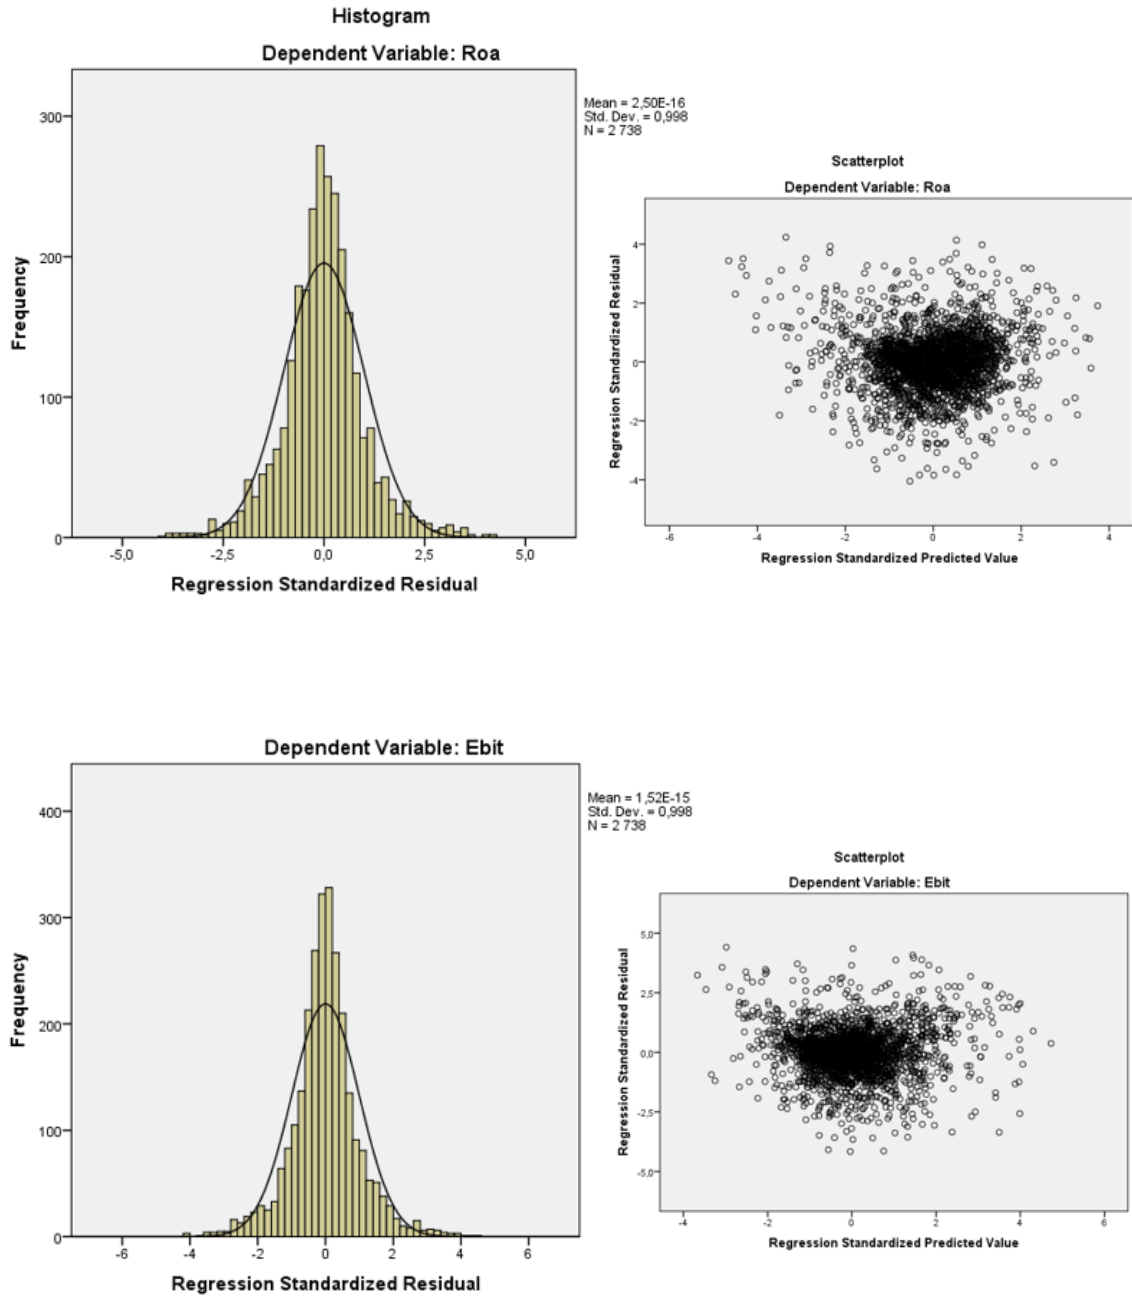 Histogram
Dependent Variable: Roa
Mean = 2,50E-16
Std. Dev. = 0,998
N = 2 738
Frequency
300
200
100
0
-5,0 -2,5 0,0 2,5 5,0
Regression Standardized Residual
Scatterplot
Dependent Variable: Roa
Regression Standardized Residual
4
2
0
-2
-4
-6 -4 -2 0 2 4
Regression Standardized Predicted Value
Dependent Variable: Ebit
Mean = 1,52E-15
Std. Dev. = 0,998
N = 2 738
Frequency
400
300
200
100
0
-6 -4 -2 0 2 4 6
Regression Standardized Residual
Scatterplot
Dependent Variable: Ebit
Regression Standardized Residual
5,0
2,5
0,0
-2,5
-5,0
-4 -2 0 2 4 6
Regression Standardized Predicted Value